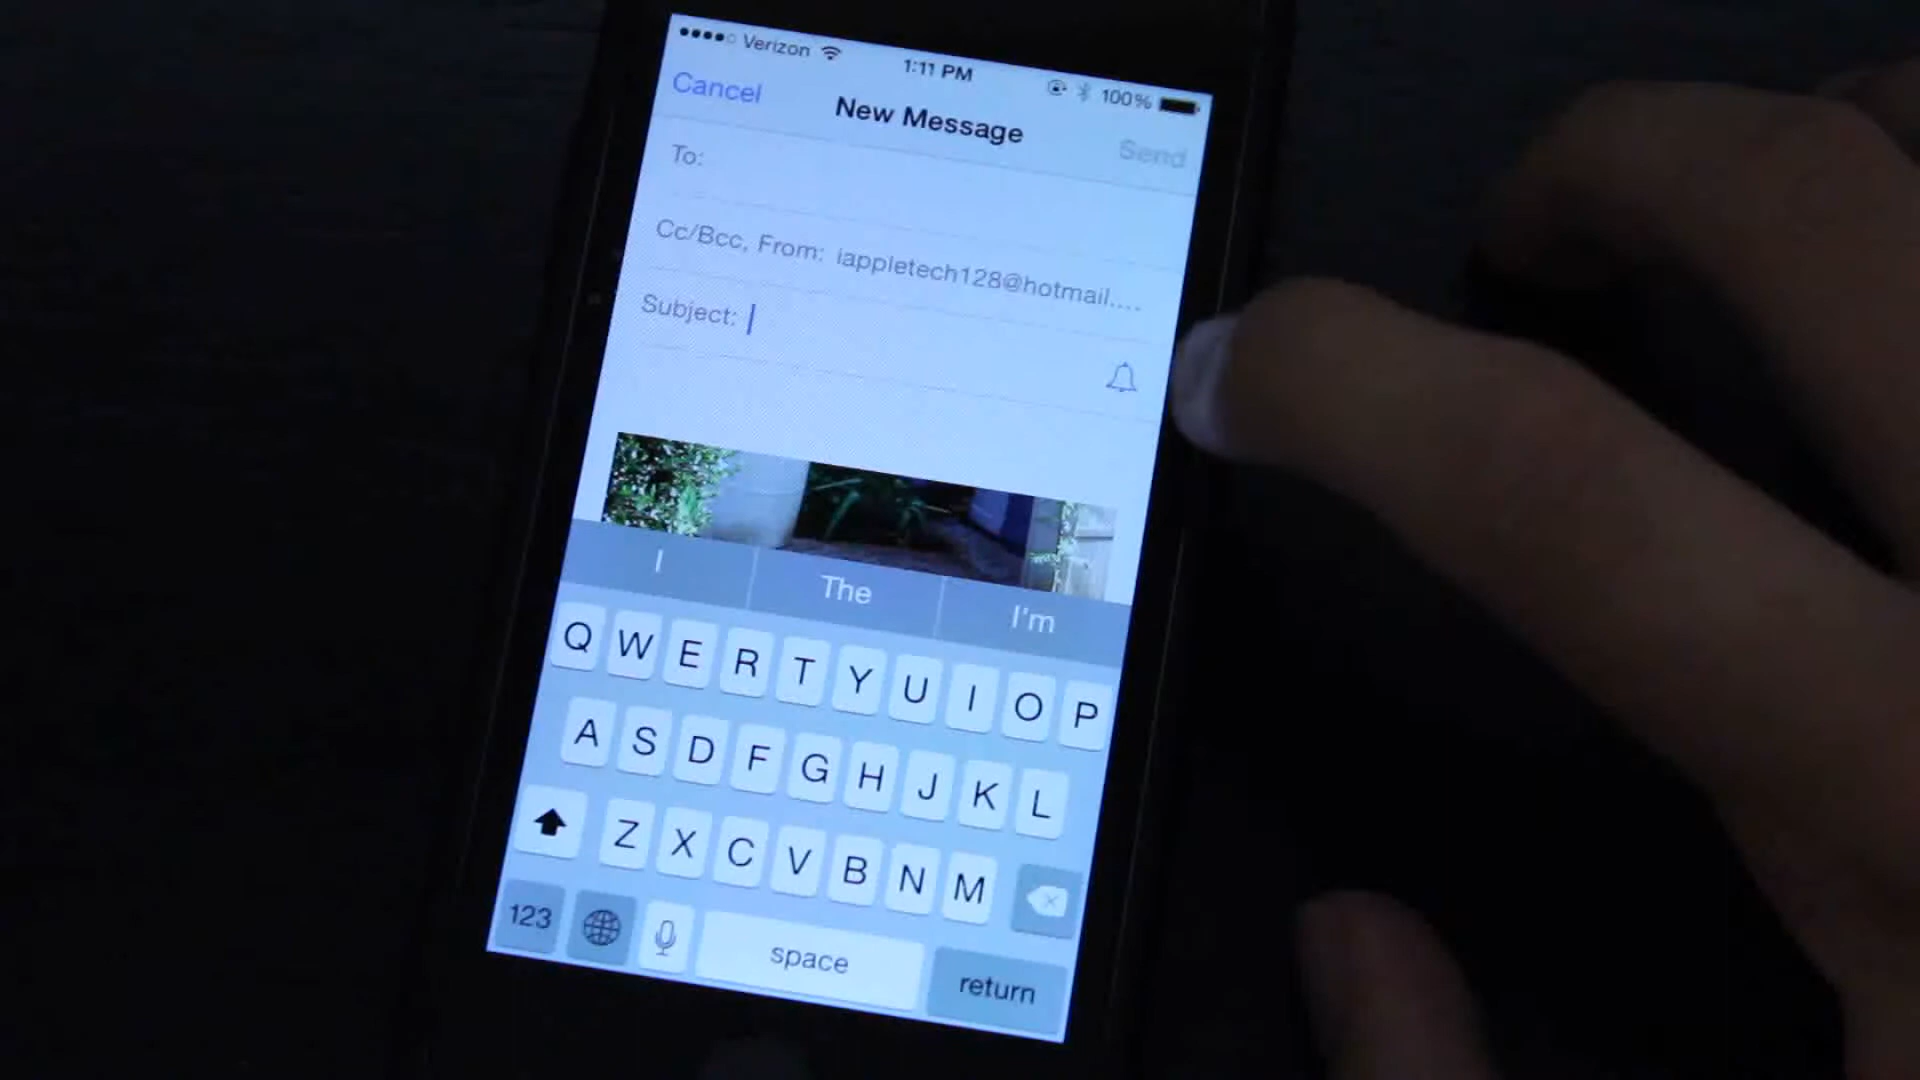 Verizon 1:11 PM 100%
Cancel New Message Send
To:
Cc/Bcc, From: iappletech128@hotmail....
Subject:
I The I'm
Q W E R T Y U I O P
A S D F G H J K L
Z X C V B N M
123 space return